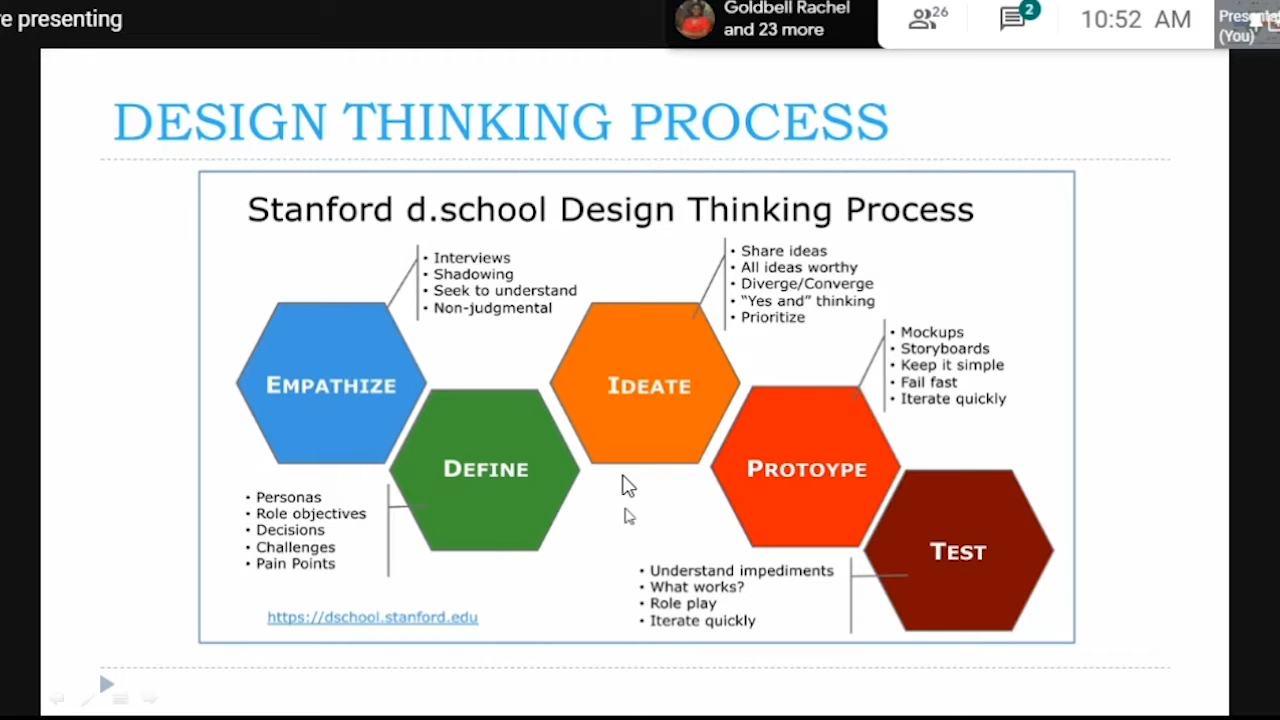 e presenting
Goldbell Rachel
and 23 more
26
2
10:52 AM
(You)
DESIGN THINKING PROCESS
Stanford d.school Design Thinking Process
• Interviews
• Shadowing
• Seek to understand
• Non-judgmental
• Share ideas
• All ideas worthy
• Diverge/Converge
• "Yes and" thinking
• Prioritize
• Mockups
• Storyboards
• Keep it simple
• Fail fast
• Iterate quickly
EMPATHIZE
DEFINE
IDEATE
PROTOYPE
TEST
• Personas
• Role objectives
• Decisions
• Challenges
• Pain Points
• Understand impediments
• What works?
• Role play
• Iterate quickly
https://dschool.stanford.edu